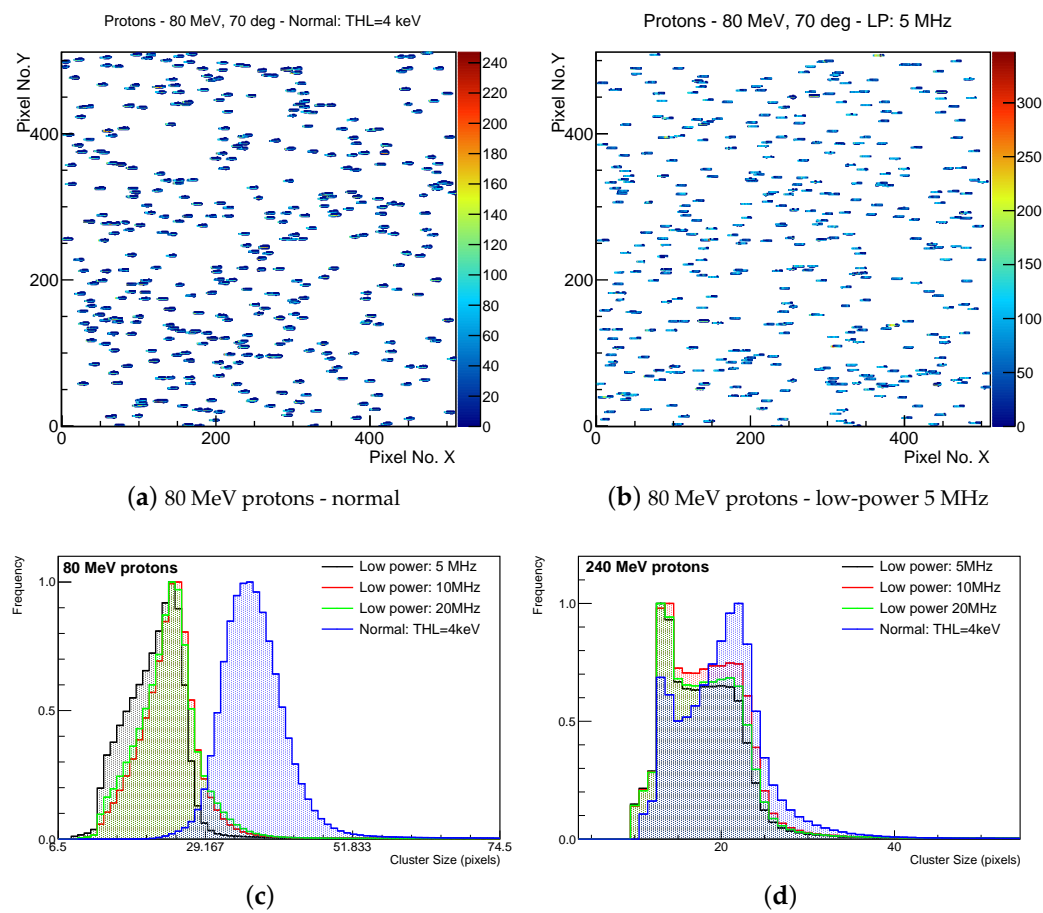 Protons - 80 MeV, 70 deg - Normal: THL=4 keV
Pixel No.Y
400
200
0
0
200
400
Pixel No. X
240
220
200
180
160
140
120
100
80
60
40
20
0
(a) 80 MeV protons - normal
Protons - 80 MeV, 70 deg - LP: 5 MHz
Pixel No.Y
400
200
0
0
200
400
Pixel No. X
300
250
200
150
100
50
0
(b) 80 MeV protons - low-power 5 MHz
Frequency
80 MeV protons
Low power: 5 MHz
Low power: 10MHz
Low power: 20MHz
Normal: THL=4keV
1.0
0.5
0.0
6.5
29.167
51.833
74.5
Cluster Size (pixels)
(c)
Frequency
240 MeV protons
Low power: 5MHz
Low power: 10MHz
Low power 20MHz
Normal: THL=4keV
1.0
0.5
0.0
20
40
Cluster Size (pixels)
(d)